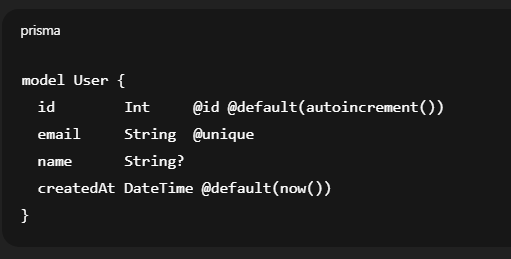 prisma
model User {
  id        Int      @id @default(autoincrement())
  email     String   @unique
  name      String?
  createdAt DateTime @default(now())
}